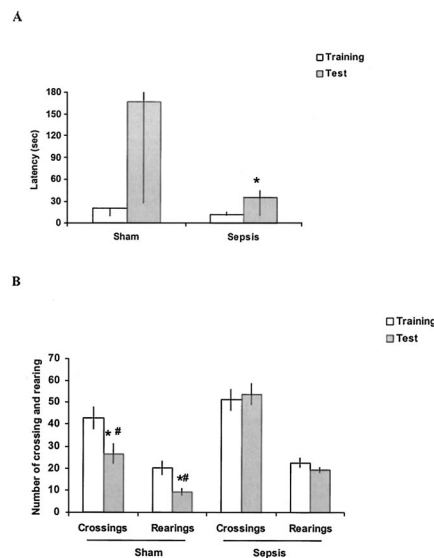 A
Training
Test
Latency (sec)
180
150
120
90
60
30
0
*
Sham
Sepsis
B
Training
Test
Number of crossing and rearing
70
60
50
40
30
20
10
0
* #
*#
Crossings
Rearings
Crossings
Rearings
Sham
Sepsis